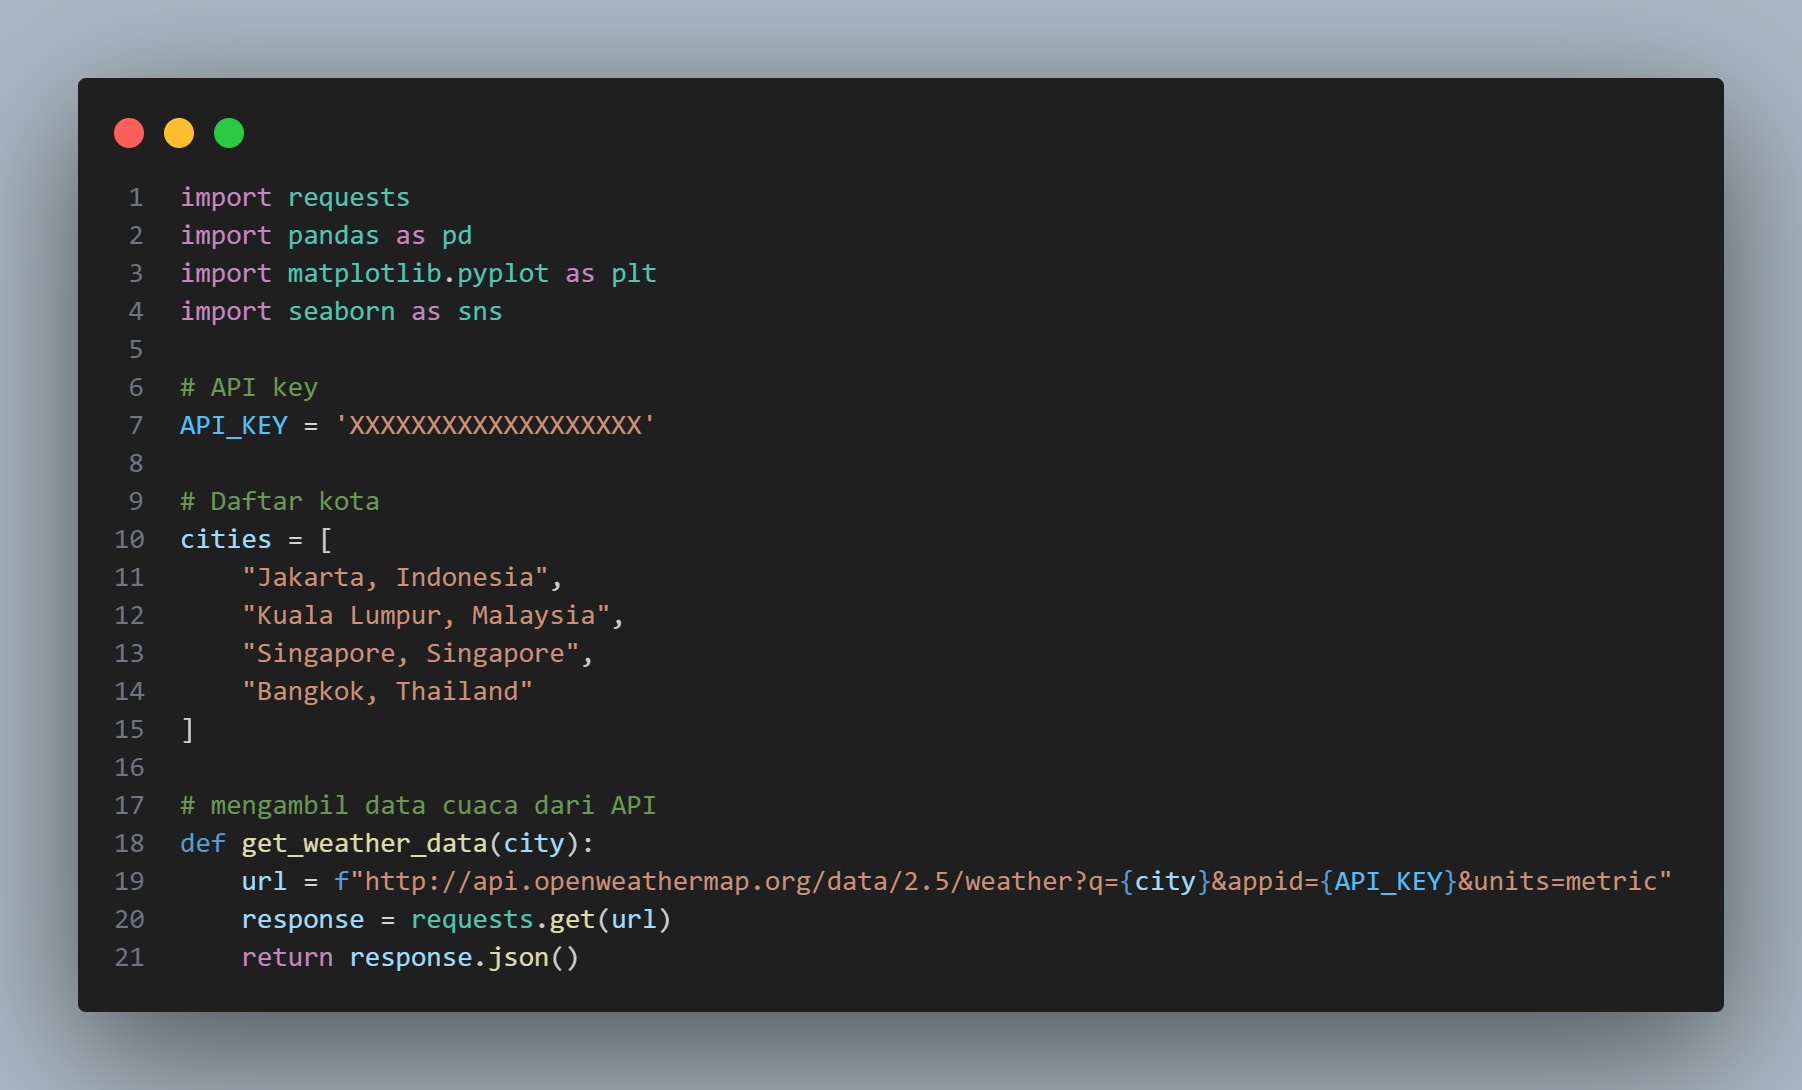 1 import requests
2 import pandas as pd
3 import matplotlib.pyplot as plt
4 import seaborn as sns
5
6 # API key
7 API_KEY = 'XXXXXXXXXXXXXXXXXXX'
8
9 # Daftar kota
10 cities = [
11     "Jakarta, Indonesia",
12     "Kuala Lumpur, Malaysia",
13     "Singapore, Singapore",
14     "Bangkok, Thailand"
15 ]
16
17 # mengambil data cuaca dari API
18 def get_weather_data(city):
19     url = f"http://api.openweathermap.org/data/2.5/weather?q={city}&appid={API_KEY}&units=metric"
20     response = requests.get(url)
21     return response.json()